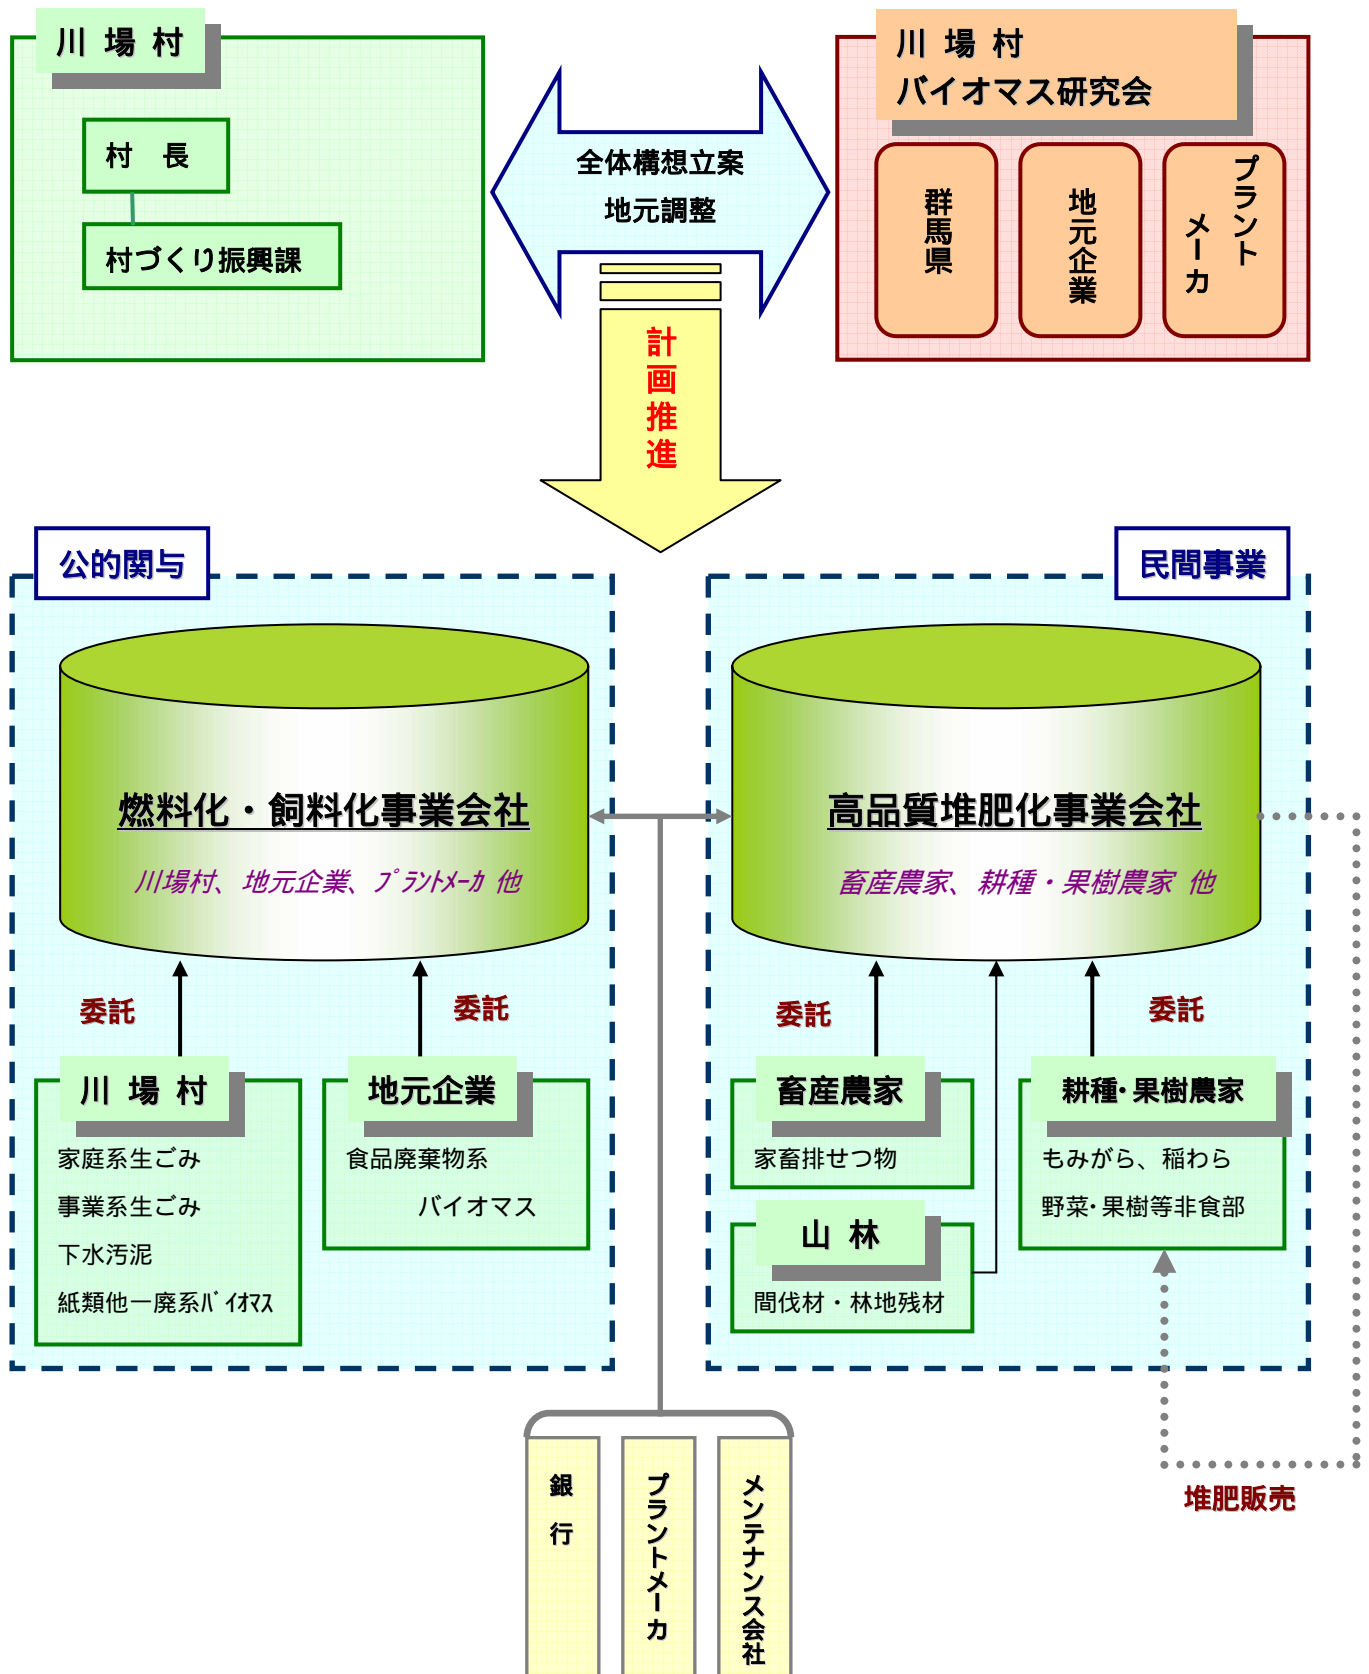 川 場 村
村　長
村づくり振興課
全体構想立案
地元調整
川 場 村
バイオマス研究会
群馬県
地元企業
プラント
メーカ
計画推進
公的関与
民間事業
燃料化・飼料化事業会社
川場村、地元企業、ﾌﾟﾗﾝﾄﾒｰｶ 他
高品質堆肥化事業会社
畜産農家、耕種・果樹農家 他
委託
委託
委託
委託
川 場 村
家庭系生ごみ
事業系生ごみ
下水汚泥
紙類他一廃系ﾊﾞｲｵﾏｽ
地元企業
食品廃棄物系
バイオマス
畜産農家
家畜排せつ物
山 林
間伐材・林地残材
耕種･果樹農家
もみがら、稲わら
野菜･果樹等非食部
堆肥販売
銀　行
プラントメーカ
メンテナンス会社